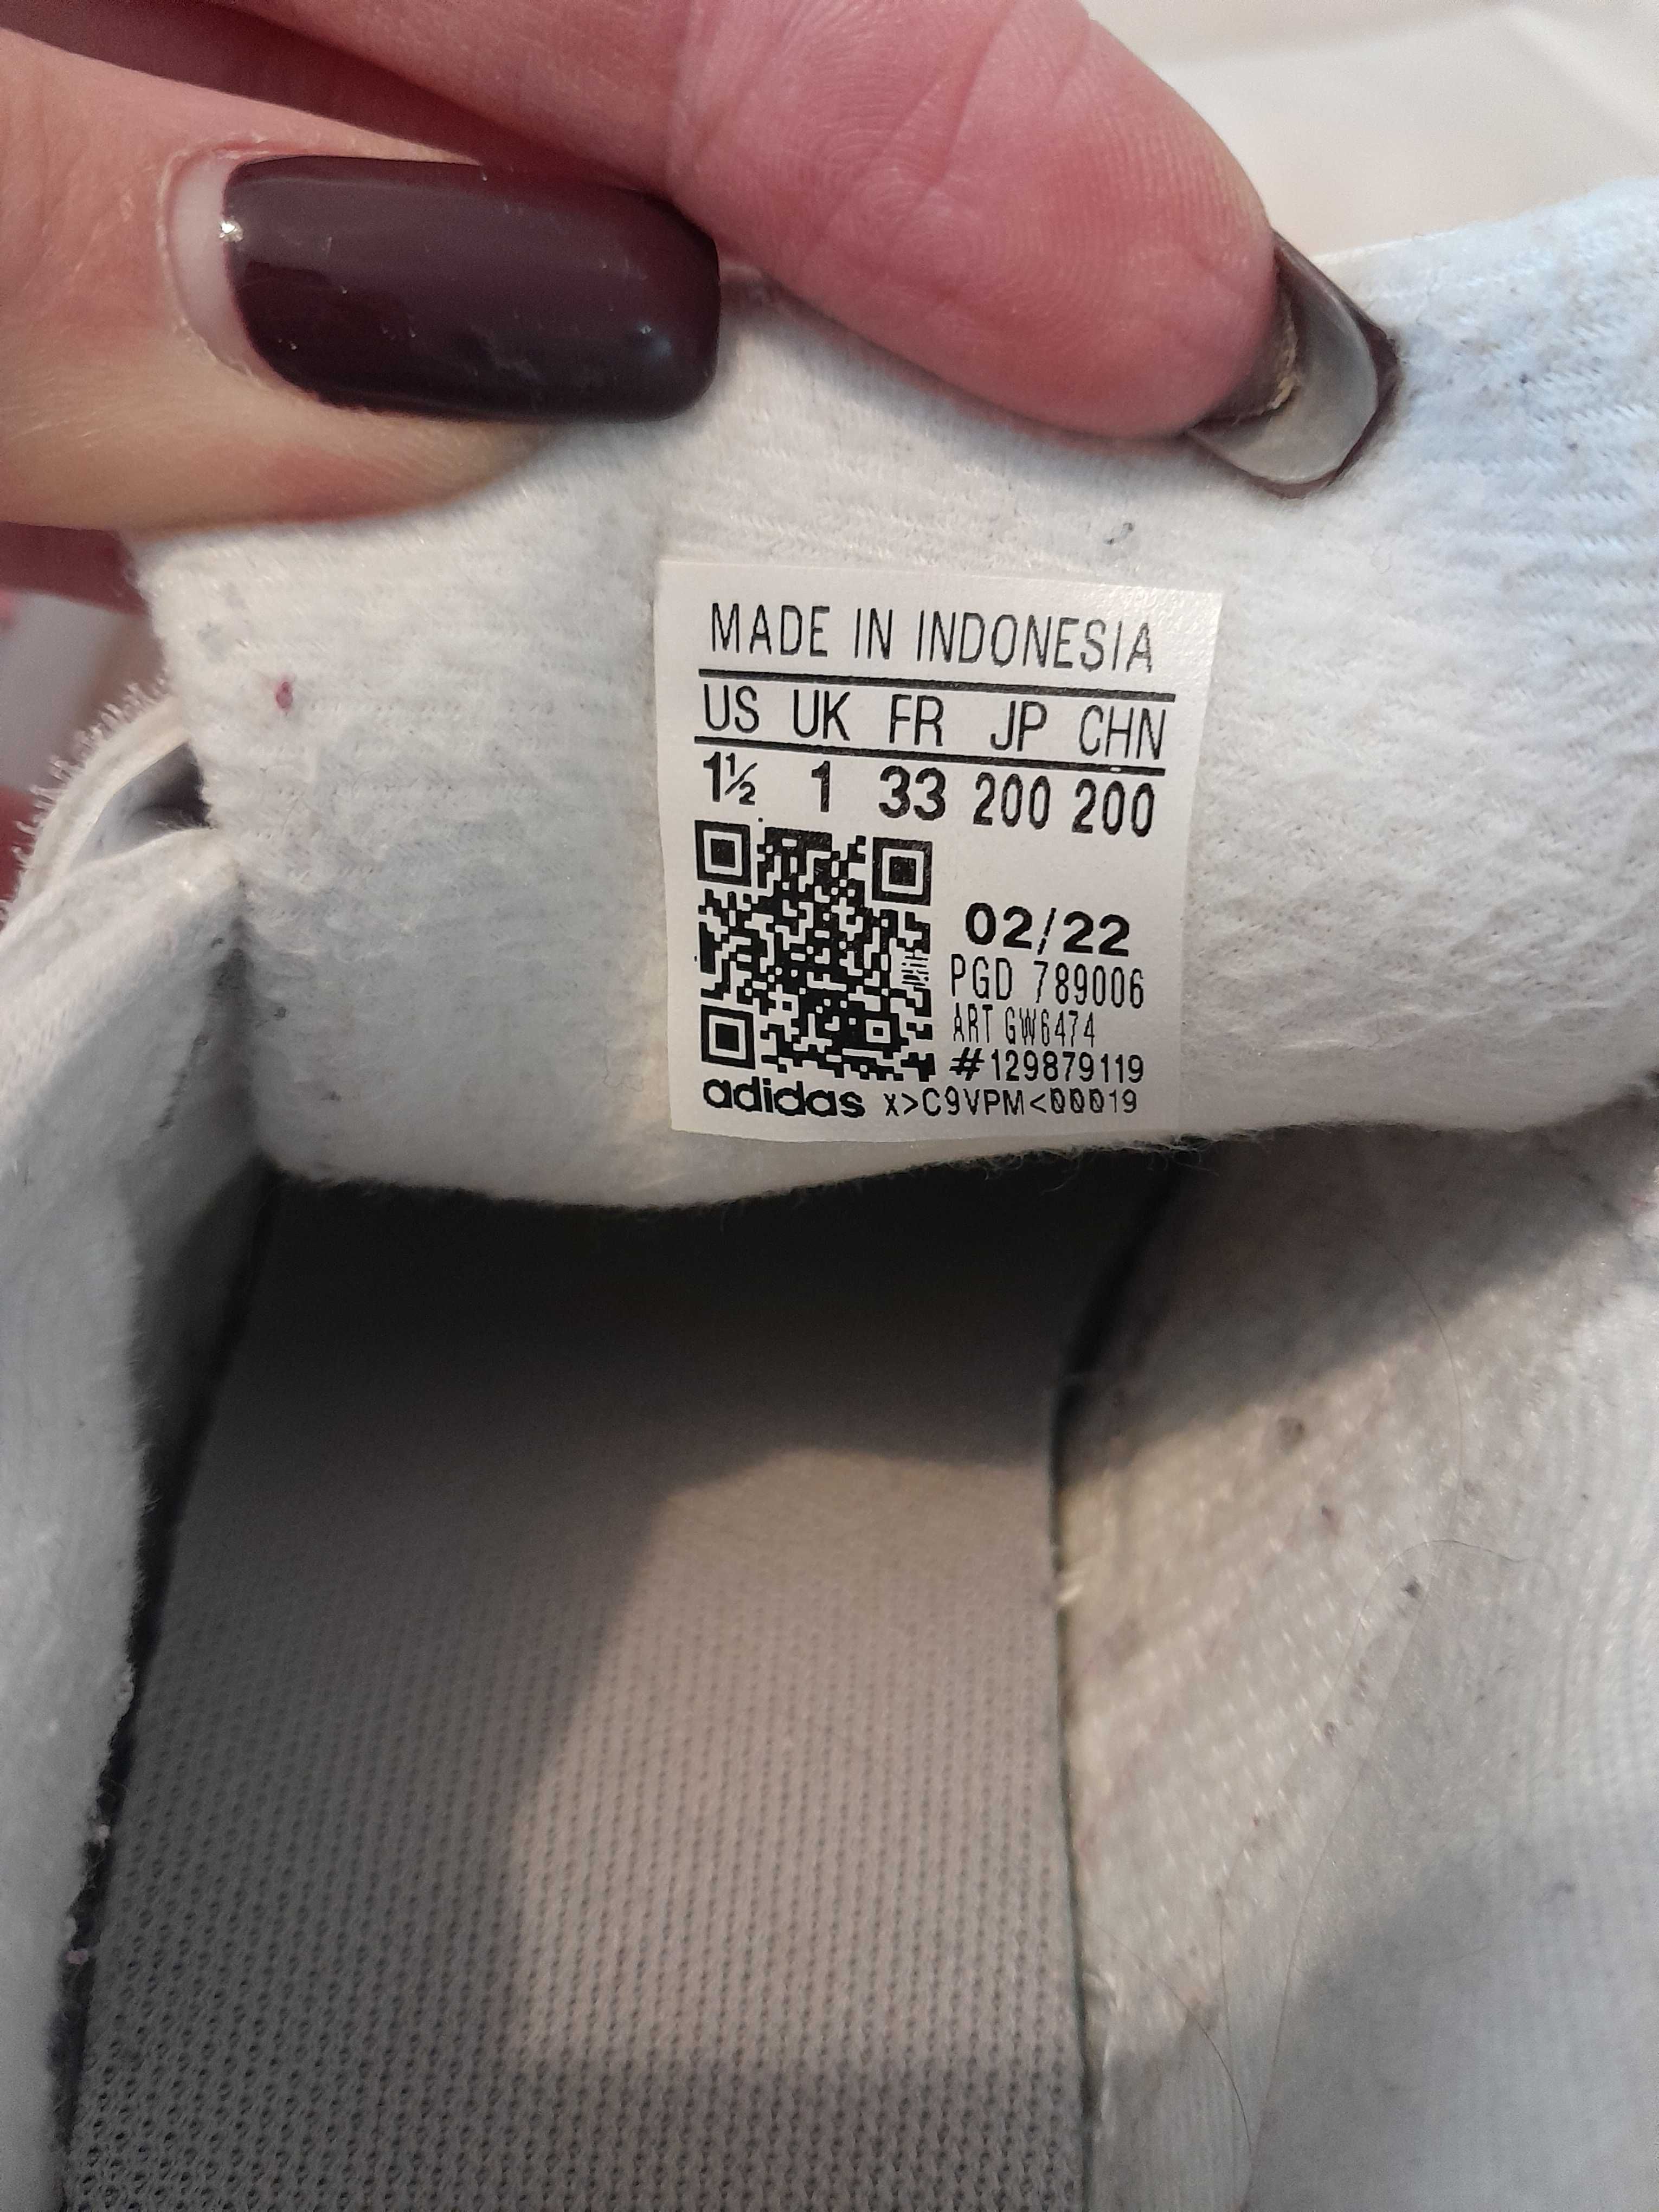 MADE IN INDONESIA
US UK FR JP CHN
1½ 1 33 200 200
02/22
PGD 789006
ART GW6474
#129879119
adidas x>C9VPM<00019